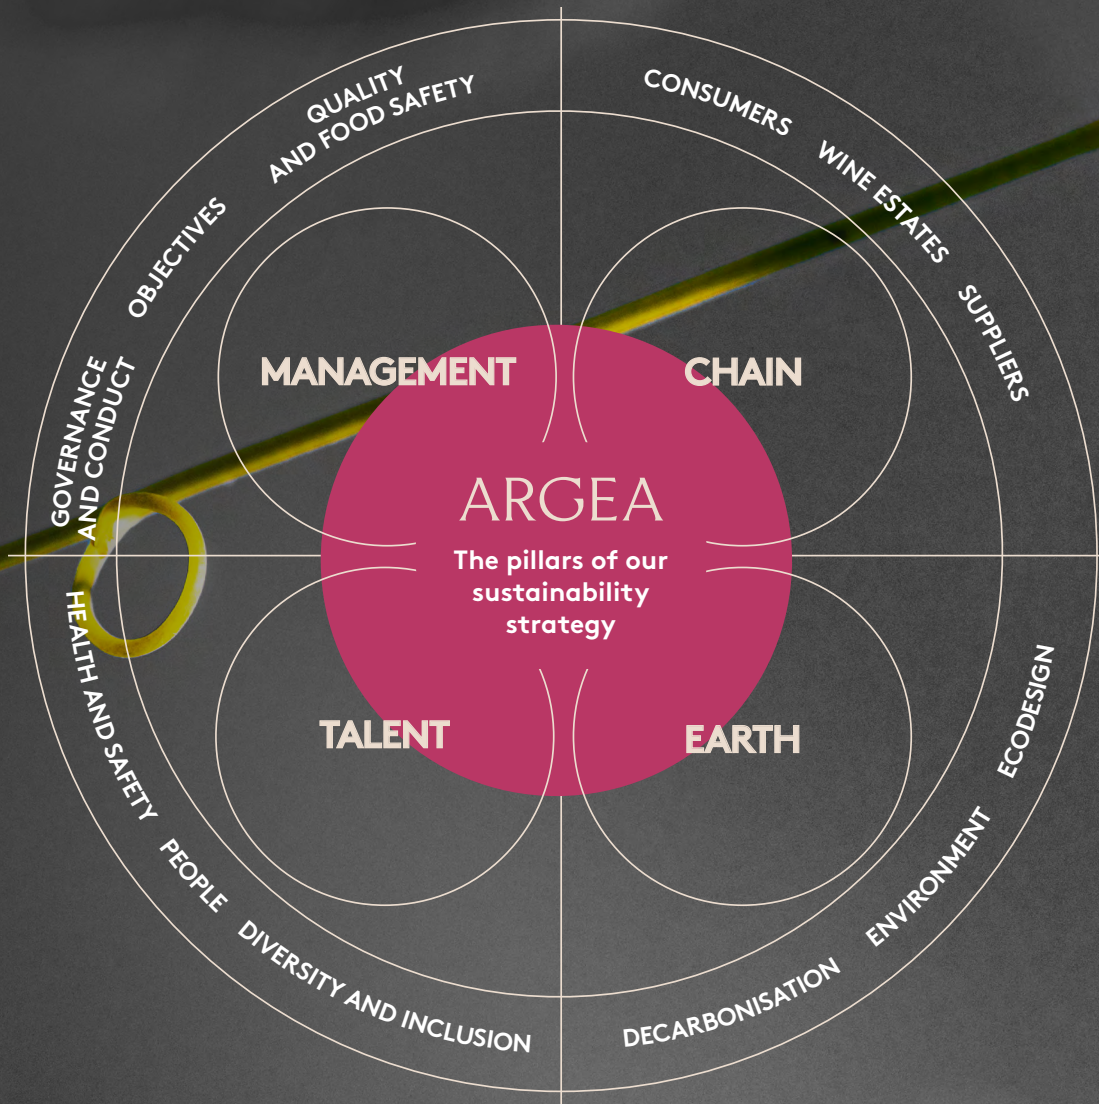 QUALITY
AND FOOD SAFETY
OBJECTIVES
GOVERNANCE
AND CONDUCT
CONSUMERS
WINE ESTATES
SUPPLIERS
MANAGEMENT
CHAIN
ARGEA
The pillars of our
sustainability
strategy
TALENT
EARTH
HEALTH AND SAFETY
PEOPLE
DIVERSITY AND INCLUSION
DECARBONISATION
ENVIRONMENT
ECODESIGN